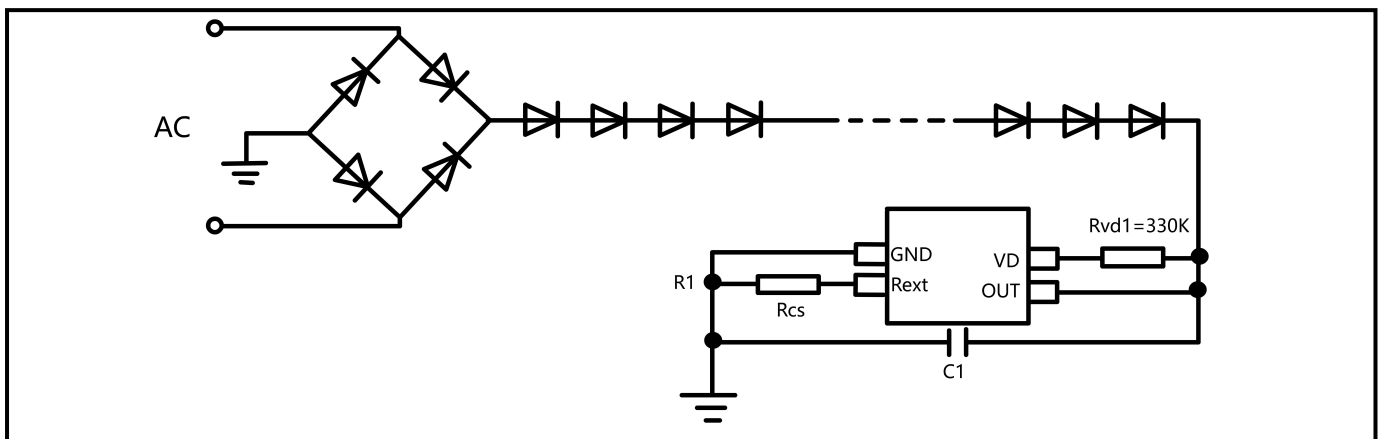 AC
Rvd1=330K
GND
VD
R1
Rext
OUT
Rcs
C1